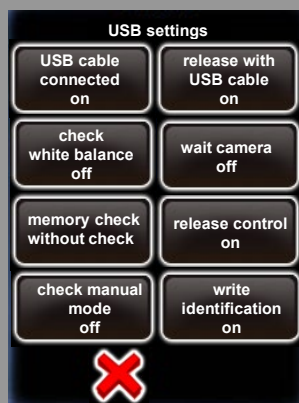 USB settings
USB cable
connected
on
release with
USB cable
on
check
white balance
off
wait camera
off
memory check
without check
release control
on
check manual
mode
off
write
identification
on